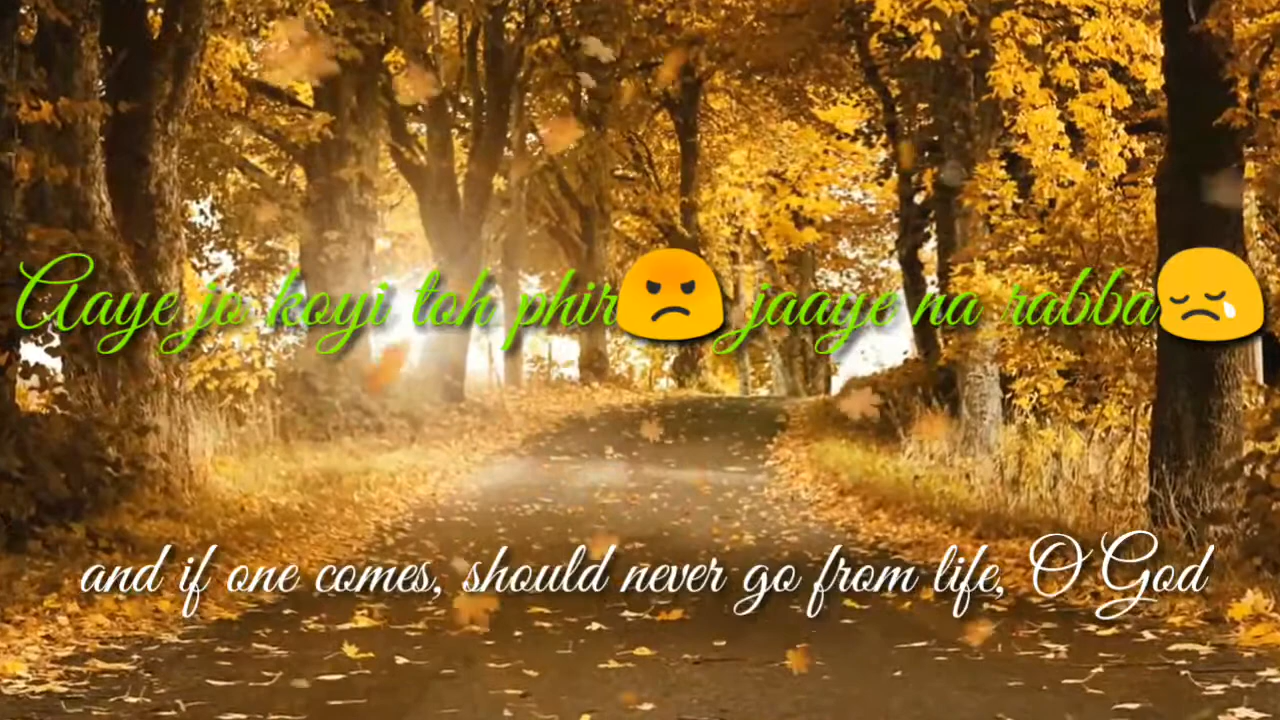 Aaye jo koyi toh phir😡 jaaye na rabba😢
and if one comes, should never go from life, O God